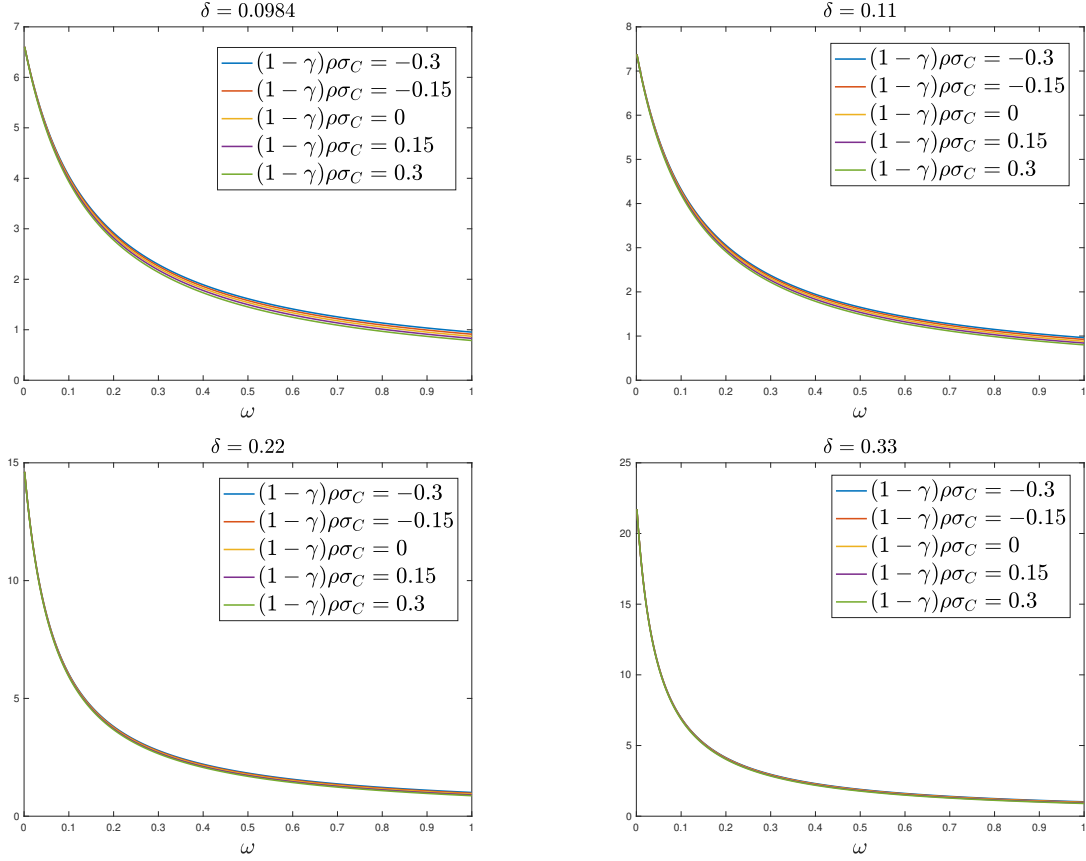 δ = 0.0984
7
6
5
4
3
2
1
0
(1 − γ)ρσ_C = −0.3
(1 − γ)ρσ_C = −0.15
(1 − γ)ρσ_C = 0
(1 − γ)ρσ_C = 0.15
(1 − γ)ρσ_C = 0.3
0 0.1 0.2 0.3 0.4 0.5 0.6 0.7 0.8 0.9 1
ω
δ = 0.11
8
7
6
5
4
3
2
1
0
(1 − γ)ρσ_C = −0.3
(1 − γ)ρσ_C = −0.15
(1 − γ)ρσ_C = 0
(1 − γ)ρσ_C = 0.15
(1 − γ)ρσ_C = 0.3
0 0.1 0.2 0.3 0.4 0.5 0.6 0.7 0.8 0.9 1
ω
δ = 0.22
15
10
5
0
(1 − γ)ρσ_C = −0.3
(1 − γ)ρσ_C = −0.15
(1 − γ)ρσ_C = 0
(1 − γ)ρσ_C = 0.15
(1 − γ)ρσ_C = 0.3
0 0.1 0.2 0.3 0.4 0.5 0.6 0.7 0.8 0.9 1
ω
δ = 0.33
25
20
15
10
5
0
(1 − γ)ρσ_C = −0.3
(1 − γ)ρσ_C = −0.15
(1 − γ)ρσ_C = 0
(1 − γ)ρσ_C = 0.15
(1 − γ)ρσ_C = 0.3
0 0.1 0.2 0.3 0.4 0.5 0.6 0.7 0.8 0.9 1
ω